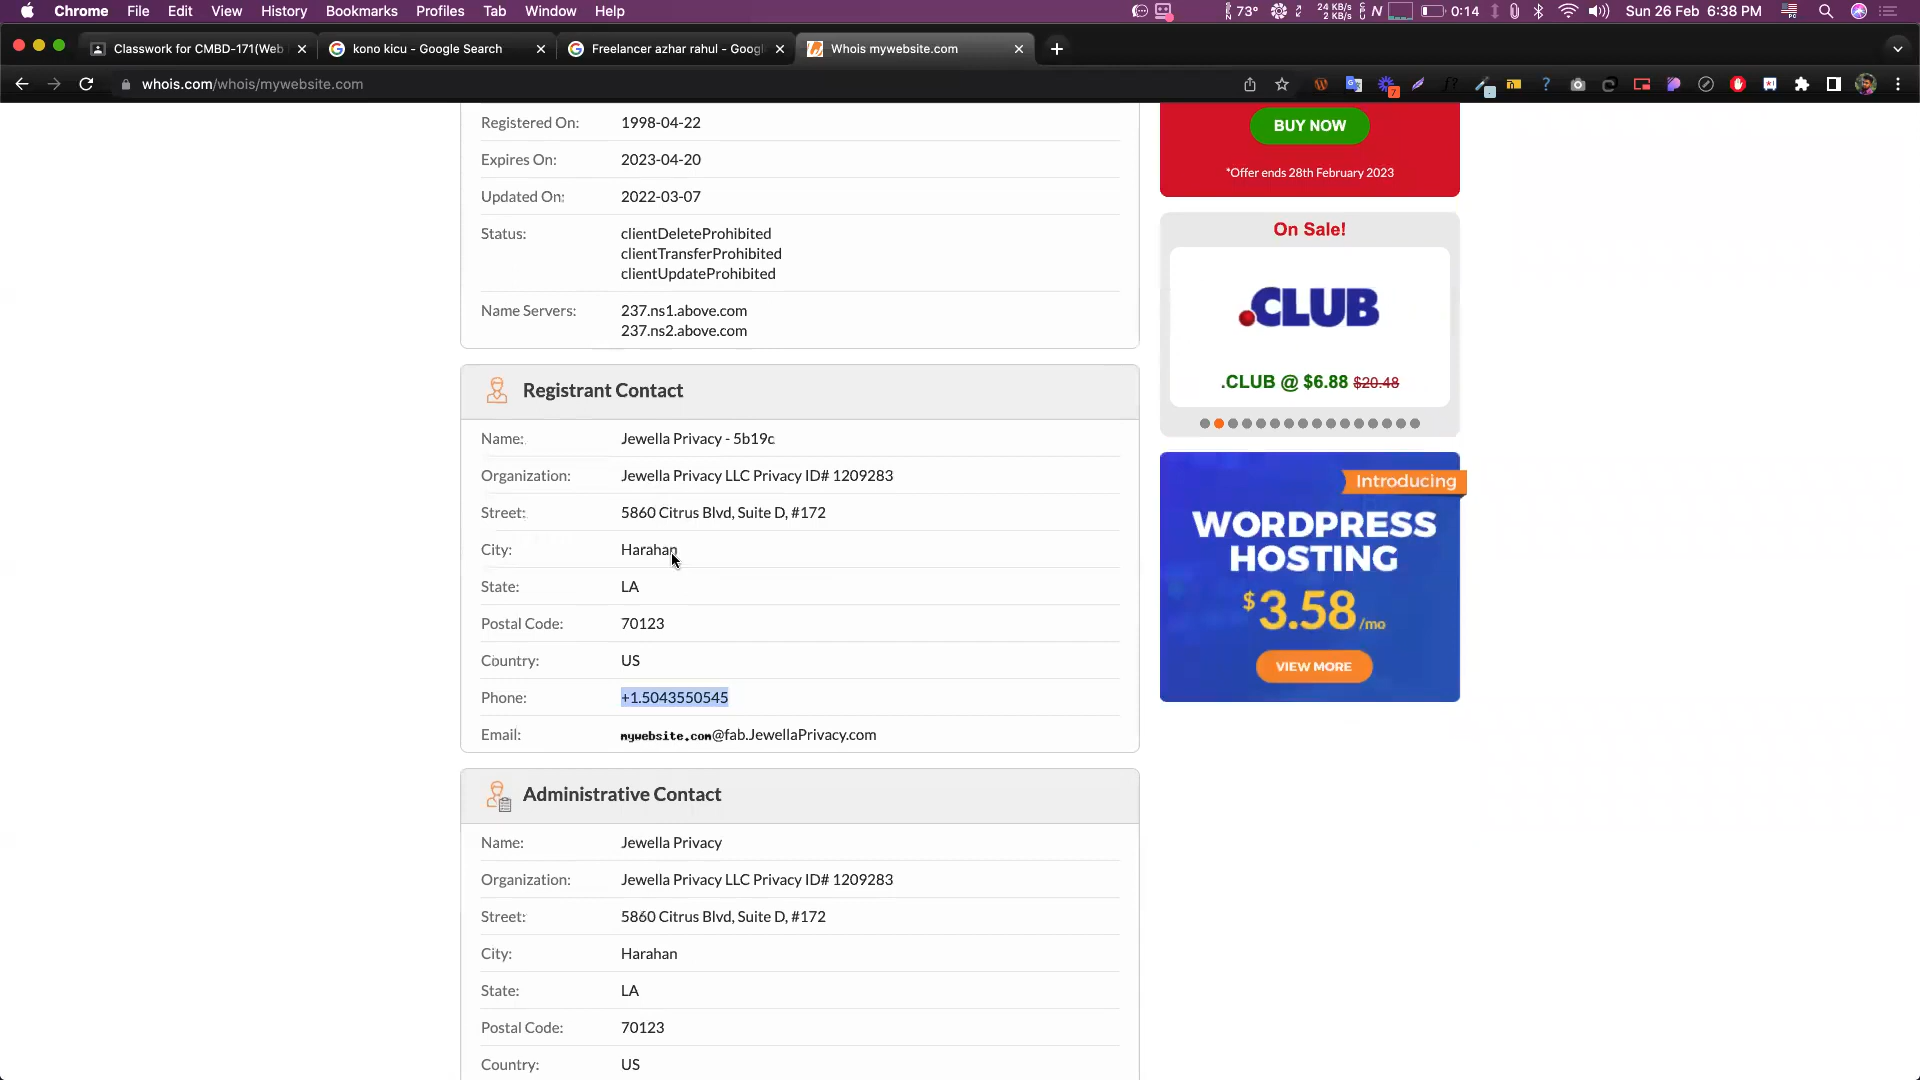 Chrome File Edit View History Bookmarks Profiles Tab Window Help 73° 24 KB/s 2 KB/s N 0:14 Sun 26 Feb 6:38 PM
Classwork for CMBD-171(Web
kono kicu - Google Search
Freelancer azhar rahul - Googl
Whois mywebsite.com
whois.com/whois/mywebsite.com
7
Registered On: 1998-04-22
Expires On: 2023-04-20
Updated On: 2022-03-07
Status: clientDeleteProhibited
clientTransferProhibited
clientUpdateProhibited
Name Servers: 237.ns1.above.com
237.ns2.above.com
Registrant Contact
Name: Jewella Privacy - 5b19c
Organization: Jewella Privacy LLC Privacy ID# 1209283
Street: 5860 Citrus Blvd, Suite D, #172
City: Harahan
State: LA
Postal Code: 70123
Country: US
Phone: +1.5043550545
Email: mywebsite.com@fab.JewellaPrivacy.com
Administrative Contact
Name: Jewella Privacy
Organization: Jewella Privacy LLC Privacy ID# 1209283
Street: 5860 Citrus Blvd, Suite D, #172
City: Harahan
State: LA
Postal Code: 70123
Country: US
BUY NOW
*Offer ends 28th February 2023
On Sale!
.CLUB
.CLUB @ $6.88 $20.48
Introducing
WORDPRESS
HOSTING
$3.58/mo
VIEW MORE